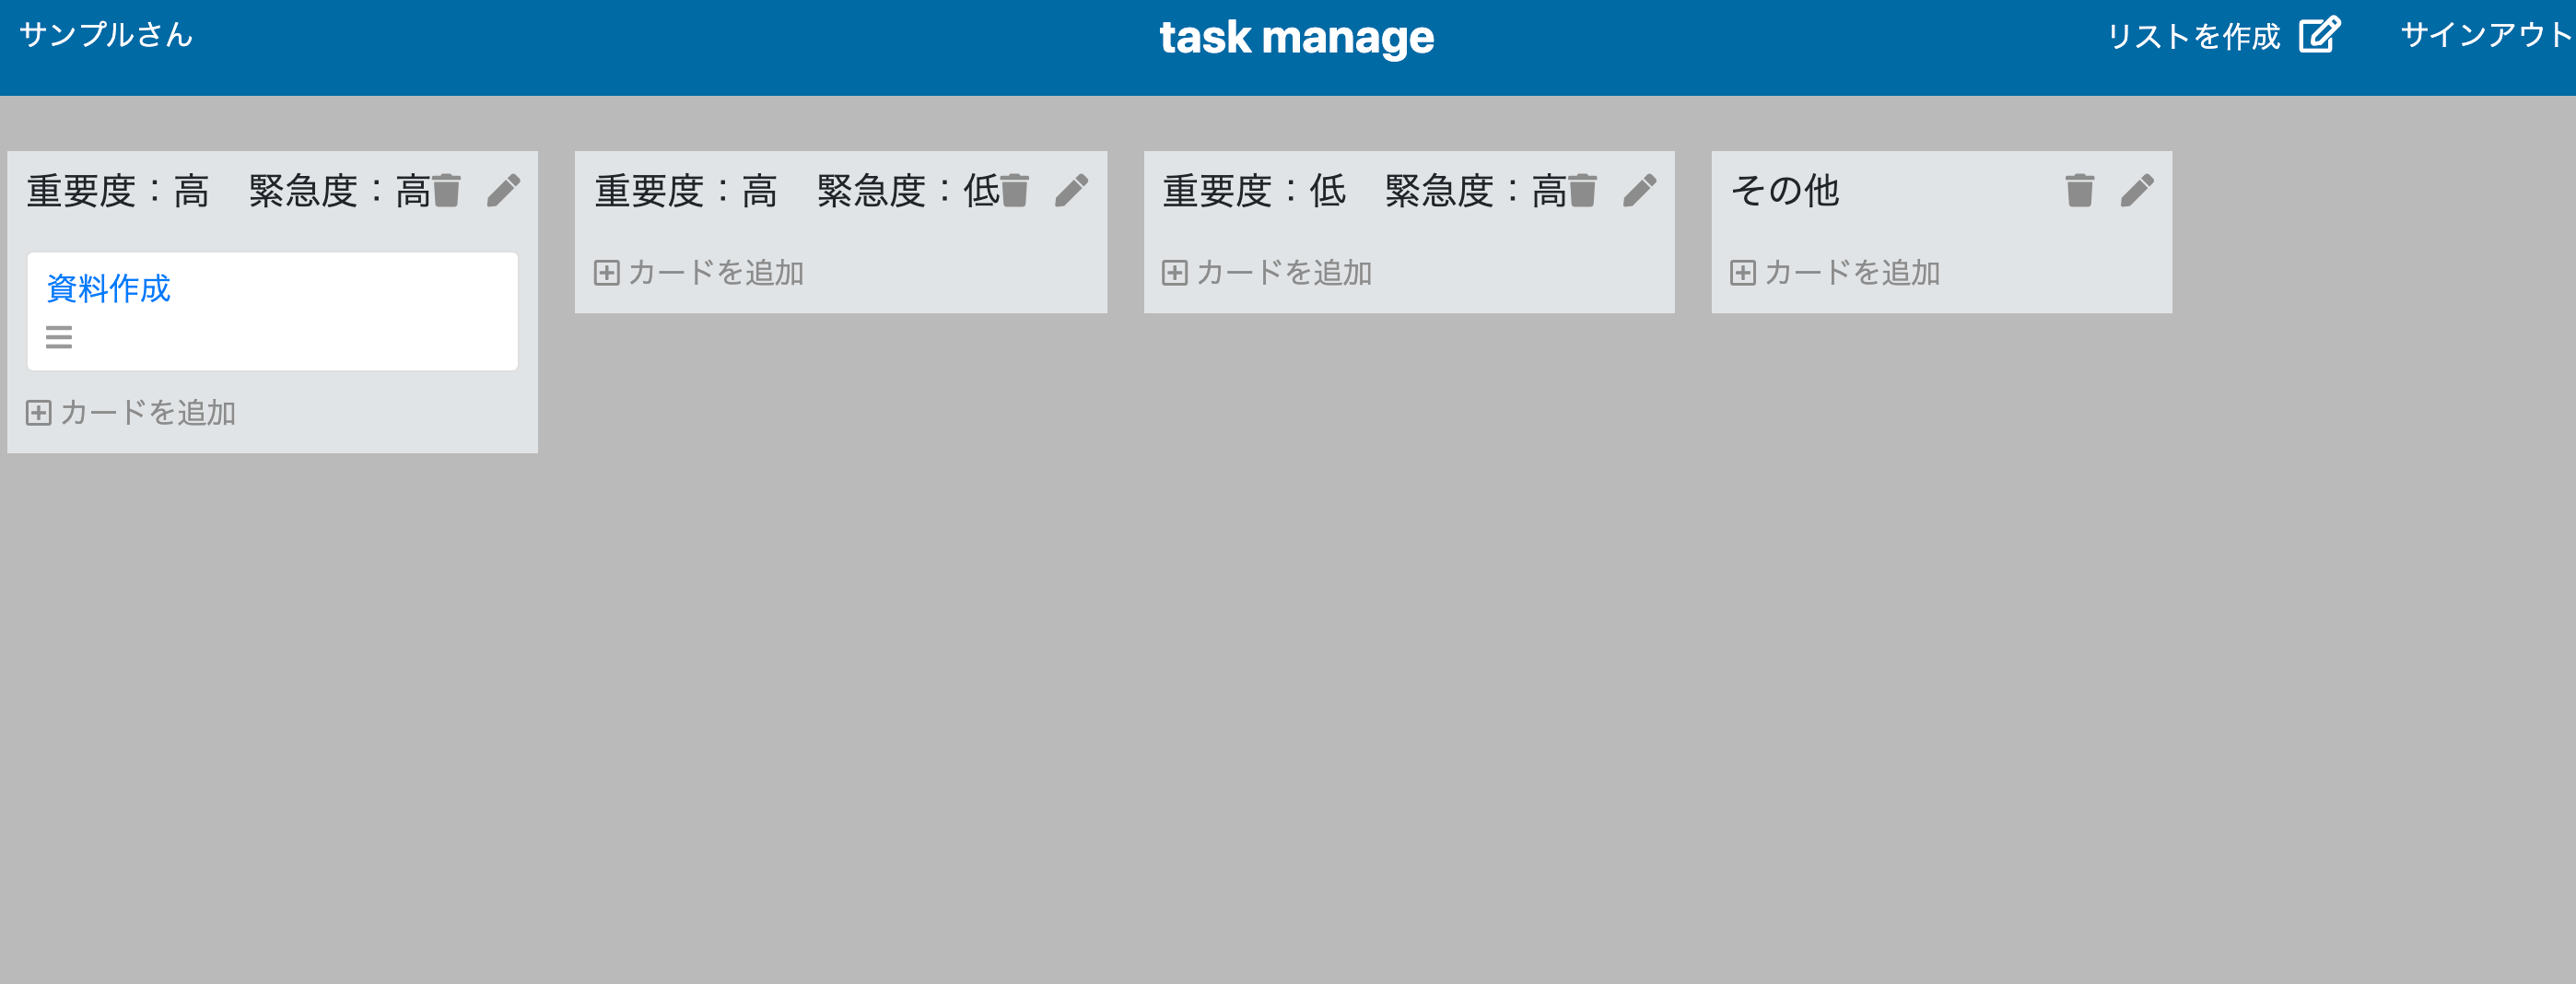 サンプルさん
task manage
リストを作成
サインアウト
重要度：高　緊急度：高
資料作成
カードを追加
重要度：高　緊急度：低
カードを追加
重要度：低　緊急度：高
カードを追加
その他
カードを追加